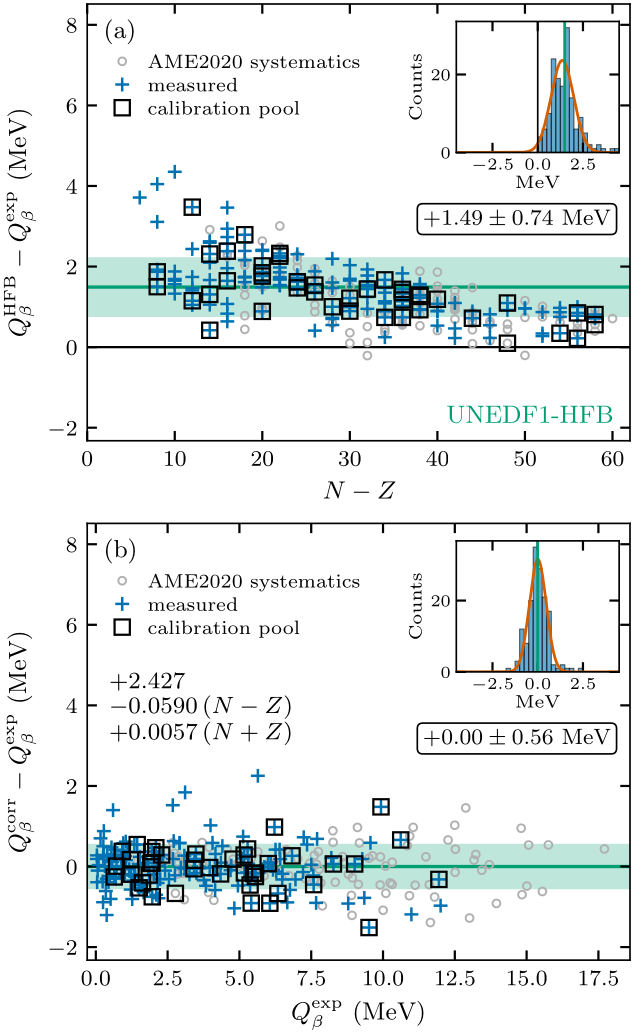 (a)
AME2020 systematics
measured
calibration pool
Counts
20
0
−2.5 0.0 2.5
MeV
+1.49 ± 0.74 MeV
UNEDF1-HFB
Q_β^HFB − Q_β^exp (MeV)
8
6
4
2
0
−2
0 10 20 30 40 50 60
N − Z
(b)
AME2020 systematics
measured
calibration pool
Counts
20
0
−2.5 0.0 2.5
MeV
+2.427
−0.0590 (N − Z)
+0.0057 (N + Z)
+0.00 ± 0.56 MeV
Q_β^corr − Q_β^exp (MeV)
8
6
4
2
0
−2
0.0 2.5 5.0 7.5 10.0 12.5 15.0 17.5
Q_β^exp (MeV)